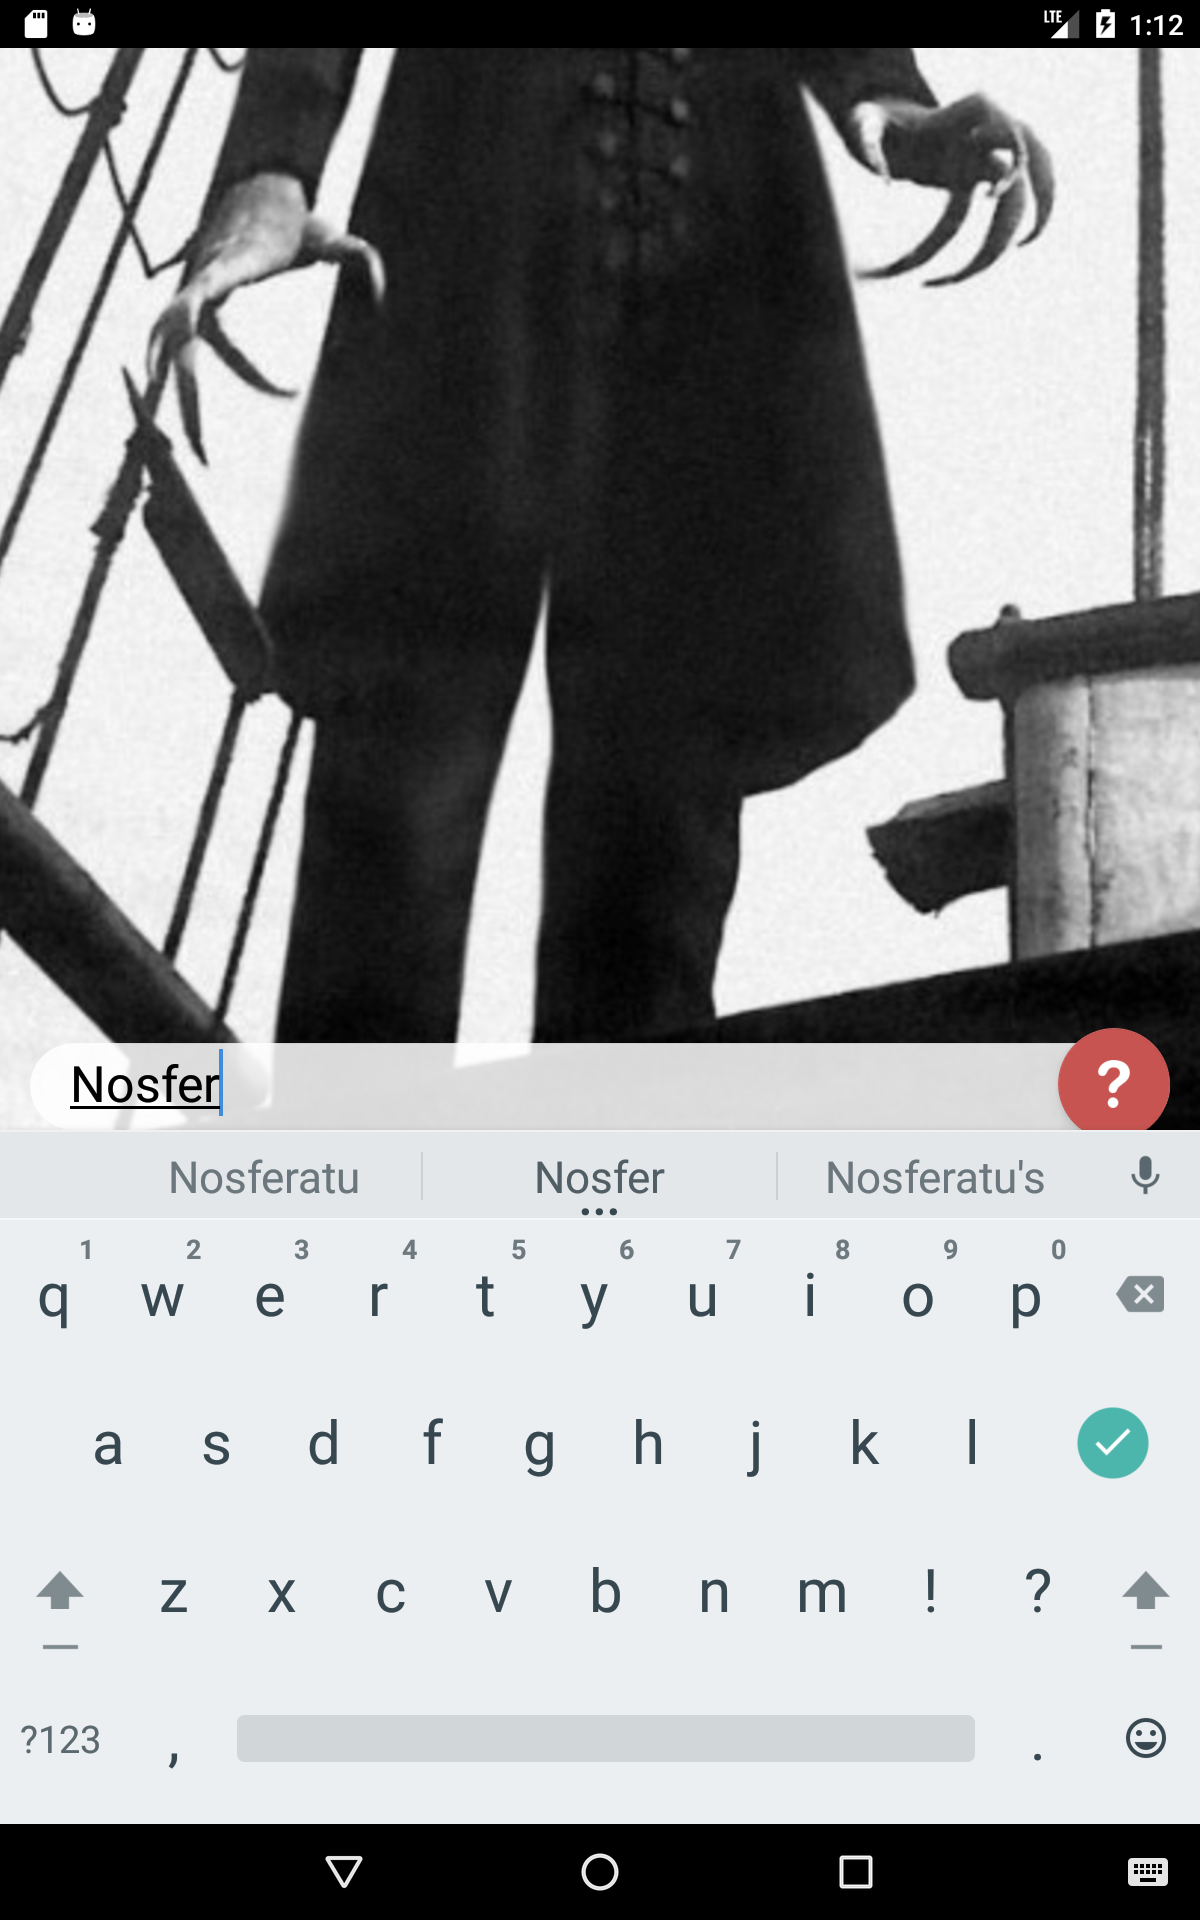 LTE 1:12
Nosfer
?
Nosferatu Nosfer Nosferatu's
1 2 3 4 5 6 7 8 9 0
q w e r t y u i o p
a s d f g h j k l
z x c v b n m ! ?
?123 , .